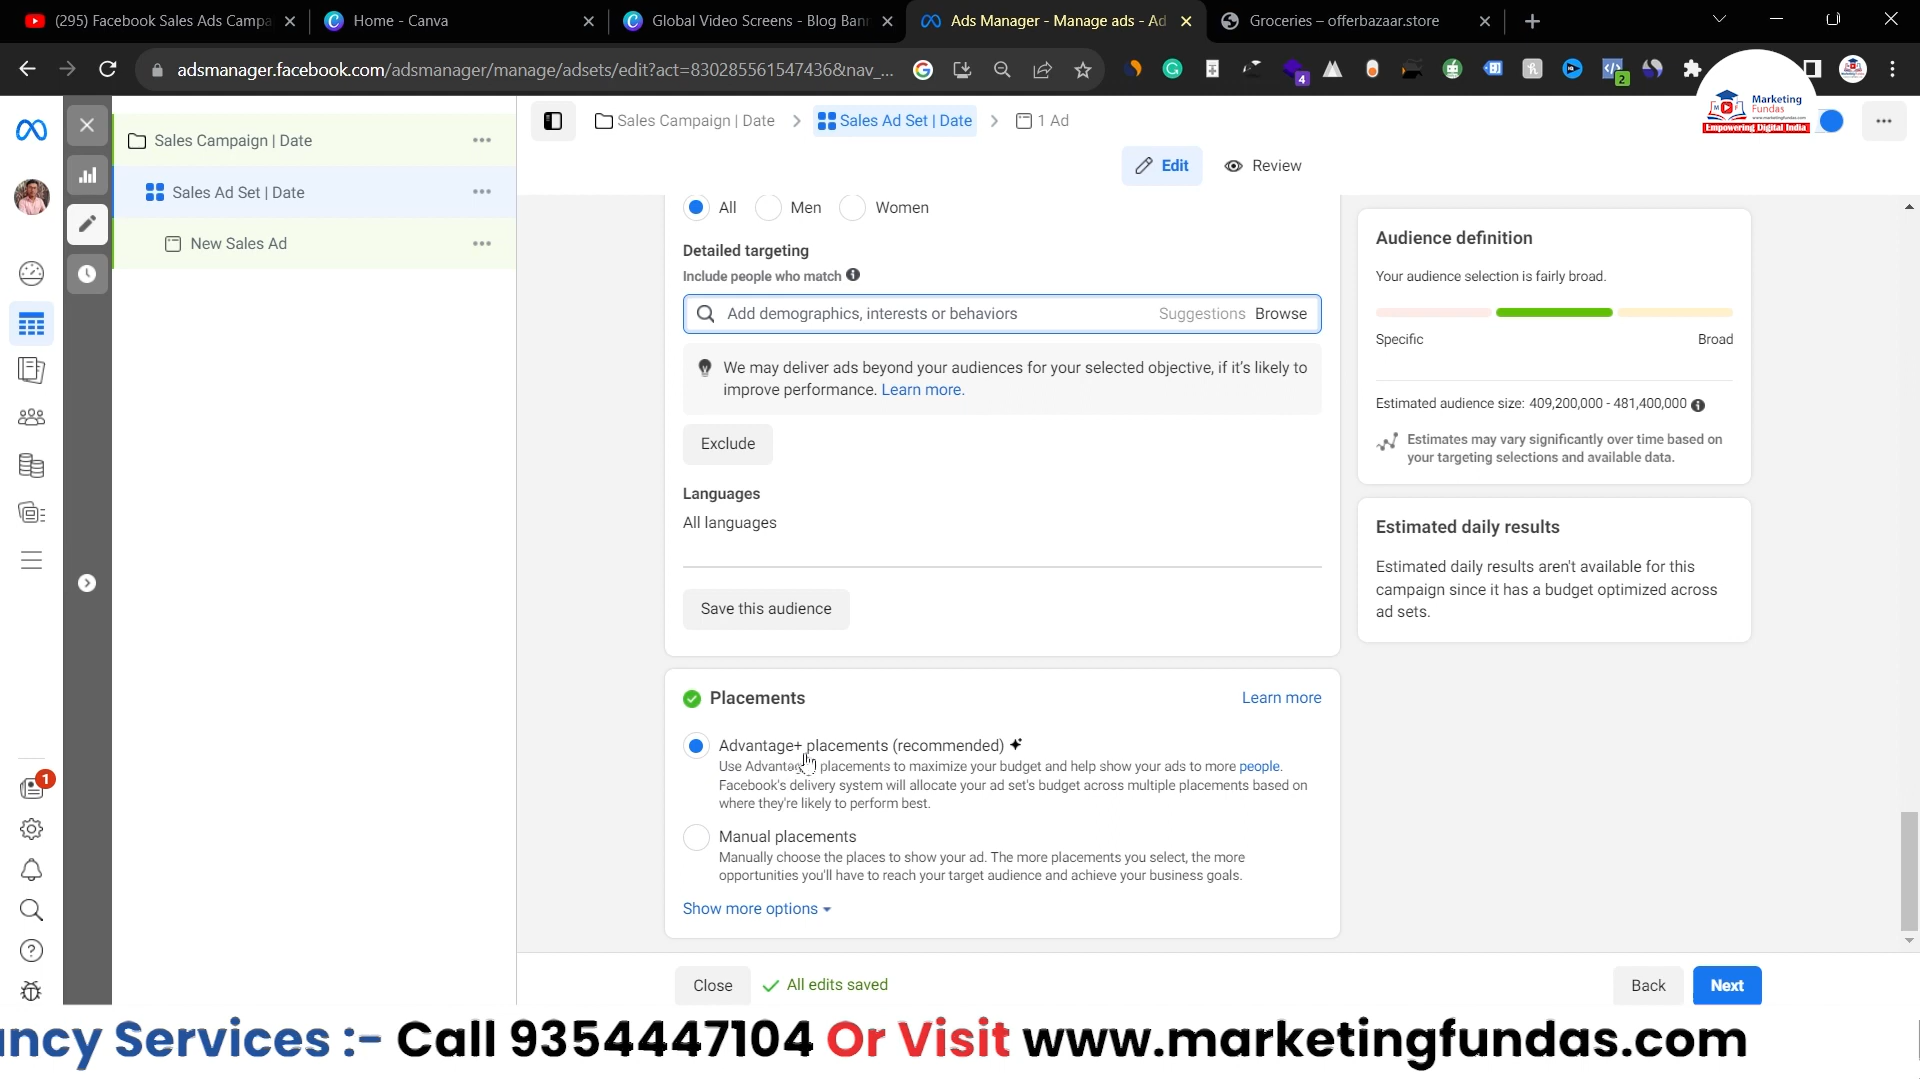 (295) Facebook Sales Ads Campa
Home - Canva
Global Video Screens - Blog Bann
Ads Manager - Manage ads - Ad
Groceries – offerbazaar.store
adsmanager.facebook.com/adsmanager/manage/adsets/edit?act=830285561547436&nav_...
4
2
Marketing
Fundas
www.marketingfundas.com
Empowering Digital India
Sales Campaign | Date
Sales Ad Set | Date
New Sales Ad
Sales Campaign | Date
Sales Ad Set | Date
1 Ad
Edit
Review
All
Men
Women
Detailed targeting
Include people who match
Add demographics, interests or behaviors
Suggestions
Browse
We may deliver ads beyond your audiences for your selected objective, if it's likely to
improve performance. Learn more.
Exclude
Languages
All languages
Save this audience
Placements
Learn more
Advantage+ placements (recommended)
Use Advantage+ placements to maximize your budget and help show your ads to more people.
Facebook's delivery system will allocate your ad set's budget across multiple placements based on
where they're likely to perform best.
Manual placements
Manually choose the places to show your ad. The more placements you select, the more
opportunities you'll have to reach your target audience and achieve your business goals.
Show more options
Audience definition
Your audience selection is fairly broad.
Specific
Broad
Estimated audience size: 409,200,000 - 481,400,000
Estimates may vary significantly over time based on
your targeting selections and available data.
Estimated daily results
Estimated daily results aren't available for this
campaign since it has a budget optimized across
ad sets.
1
Close
All edits saved
Back
Next
ancy Services :- Call 9354447104 Or Visit www.marketingfundas.com